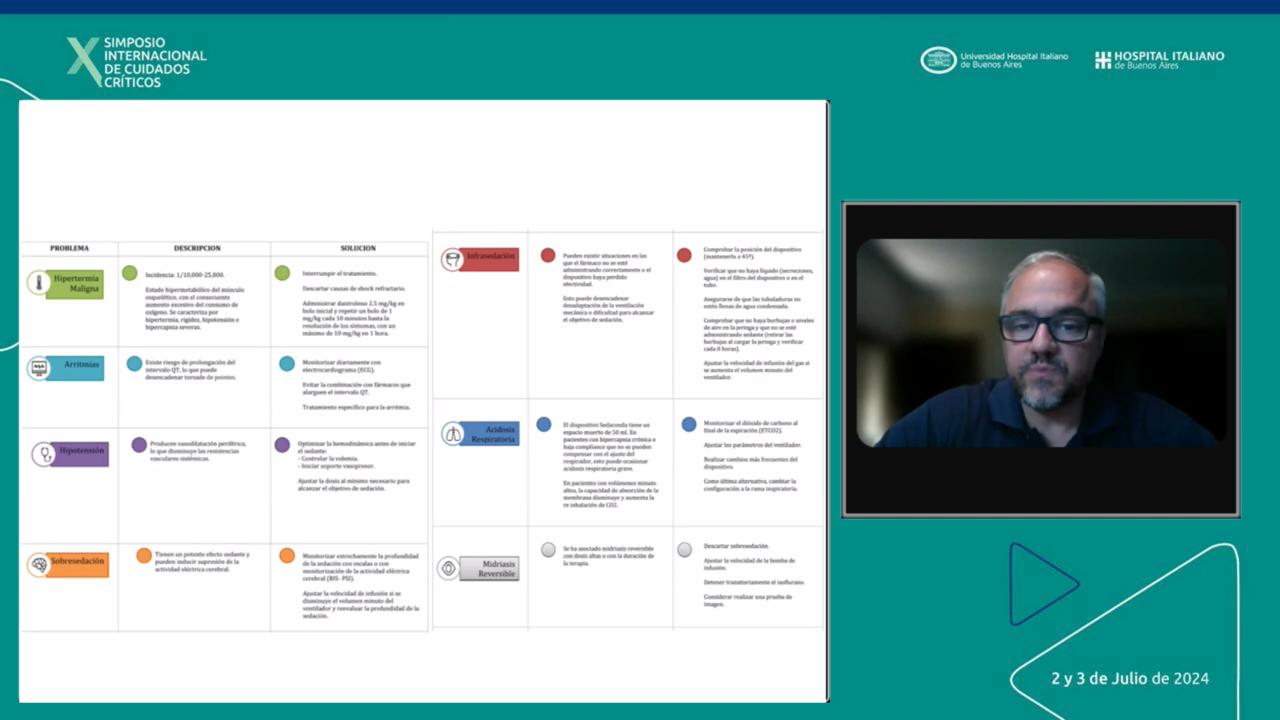 SIMPOSIO
INTERNACIONAL
DE CUIDADOS
CRÍTICOS
Universidad Hospital Italiano
de Buenos Aires
HOSPITAL ITALIANO
de Buenos Aires
PROBLEMA
DESCRIPCION
SOLUCION
Hipertermia
Maligna
Incidencia: 1/10,000-25,000.
Estado hipermetabólico del músculo
esquelético, con al consecuente
aumento excesivo del consumo de
oxígeno. Se caracteriza por
hipertermia, rigidez, hipotensión e
hipercapnia severas.
Interrumpir el tratamiento.
Descartar causas de shock refractario.
Administrar dantroleno 2.5 mg/kg en
bolo inicial y repetir un bolo de 1
mg/kg cada 10 minutos hasta la
resolución de los síntomas, con un
máximo de 10 mg/kg en 1 hora.
Arritmias
Existe riesgo de prolongación del
intervalo QT, lo que puede
desencadenar torsade de pointes.
Monitorizar diariamente con
electrocardiograma (ECG).
Evitar la combinación con fármacos que
alarguen el intervalo QT.
Tratamiento específico para la arritmia.
Hipotensión
Producen vasodilatación periférica,
lo que disminuye las resistencias
vasculares sistémicas.
Optimizar la hemodinámica antes de iniciar
el sedante:
- Controlar la volemia.
- Iniciar soporte vasopresor.
Ajustar la dosis al mínimo necesario para
alcanzar el objetivo de sedación.
Sobresedación
Tienen un potente efecto sedante y
pueden inducir supresión de la
actividad eléctrica cerebral.
Monitorizar estrechamente la profundidad
de la sedación con escalas o con
monitorización de la actividad eléctrica
cerebral (BIS- PSI).
Ajustar la velocidad de infusión si se
disminuye el volumen minuto del
ventilador y reevaluar la profundidad de la
sedación.
Infrasedación
Pueden existir situaciones en las
que el fármaco no se esté
administrando correctamente o el
dispositivo haya perdido
efectividad.
Esto puede desencadenar
desadaptación de la ventilación
mecánica o dificultad para alcanzar
el objetivo de sedación.
Comprobar la posición del dispositivo
(mantenerlo a 45º).
Verificar que no haya líquido (secreciones,
agua) en el filtro del dispositivo o en el
tubo.
Asegurarse de que las tubuladuras no
estén llenas de agua condensada.
Comprobar que no haya burbujas o niveles
de aire en la jeringa y que no se esté
administrando sedante (retirar las
burbujas al cargar la jeringa y verificar
cada 8 horas).
Ajustar la velocidad de infusión del gas si
se aumenta el volumen minuto del
ventilador.
Acidosis
Respiratoria
El dispositivo Sedaconda tiene un
espacio muerto de 50 ml. En
pacientes con hipercapnia crónica e
baja compliance que no se pueden
compensar con el ajuste del
respirador, esto puede ocasionar
acidosis respiratoria grave.
En pacientes con volúmenes minuto
altos, la capacidad de absorción de la
membrana disminuye y aumenta la
re inhalación de CO2.
Monitorizar el dióxido de carbono al
final de la espiración (ETCO2).
Ajustar los parámetros del ventilador.
Realizar cambios más frecuentes del
dispositivo.
Como última alternativa, cambiar la
configuración a la rama inspiratoria.
Midriasis
Reversible
Se ha asociado midriasis reversible
con dosis altas o con la duración de
la terapia.
Descartar sobresedación.
Ajustar la velocidad de la bomba de
infusión.
Detener transitoriamente el isoflurano
Considerar realizar una prueba de
imagen.
2 y 3 de Julio de 2024